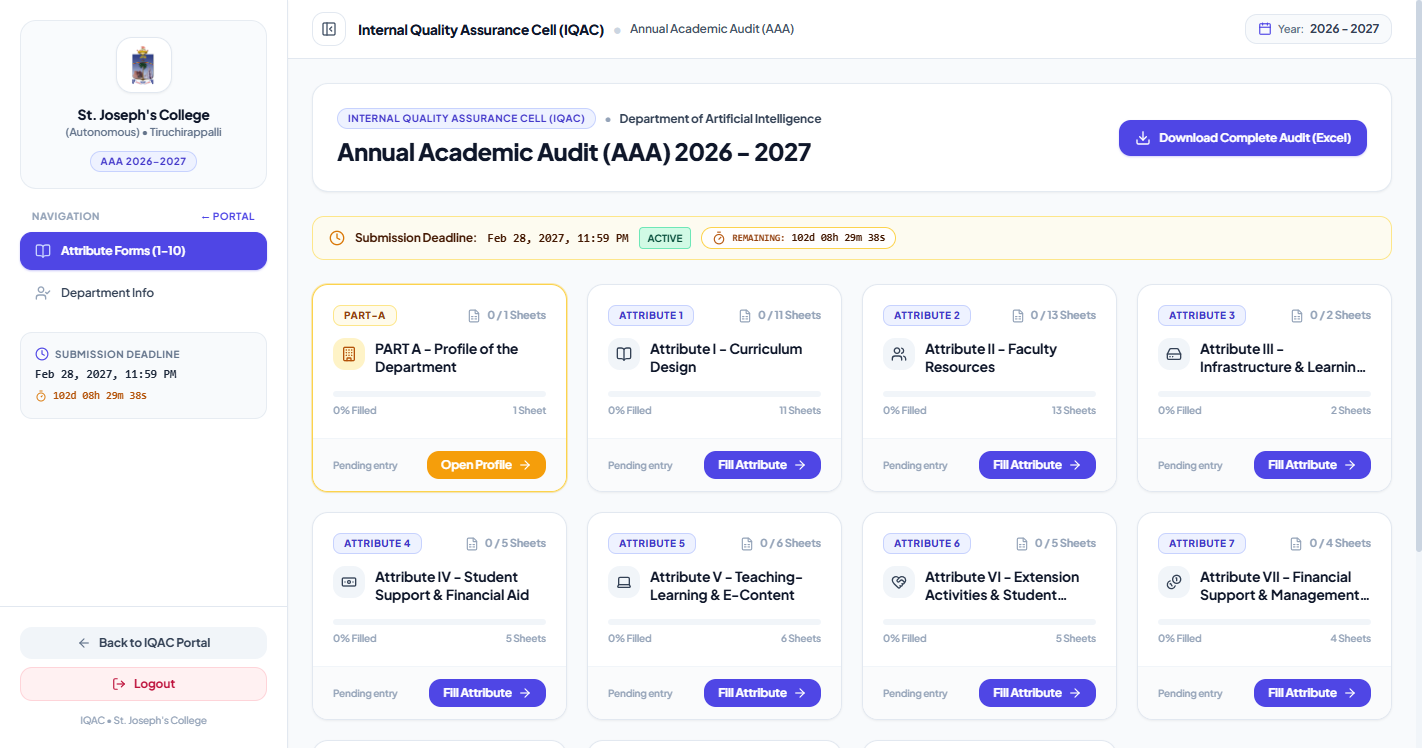 St. Joseph's College
(Autonomous) • Tiruchirappalli
AAA 2026–2027
NAVIGATION
← PORTAL
Attribute Forms (1–10)
Department Info
SUBMISSION DEADLINE
Feb 28, 2027, 11:59 PM
102d 08h 29m 38s
Back to IQAC Portal
Logout
IQAC • St. Joseph's College
Internal Quality Assurance Cell (IQAC) • Annual Academic Audit (AAA)
Year: 2026 – 2027
INTERNAL QUALITY ASSURANCE CELL (IQAC) • Department of Artificial Intelligence
Annual Academic Audit (AAA) 2026 – 2027
Download Complete Audit (Excel)
Submission Deadline: Feb 28, 2027, 11:59 PM ACTIVE REMAINING: 102d 08h 29m 38s
PART-A
0 / 1 Sheets
PART A – Profile of the
Department
0% Filled
1 Sheet
Pending entry
Open Profile →
ATTRIBUTE 1
0 / 11 Sheets
Attribute I – Curriculum
Design
0% Filled
11 Sheets
Pending entry
Fill Attribute →
ATTRIBUTE 2
0 / 13 Sheets
Attribute II – Faculty
Resources
0% Filled
13 Sheets
Pending entry
Fill Attribute →
ATTRIBUTE 3
0 / 2 Sheets
Attribute III –
Infrastructure & Learnin...
0% Filled
2 Sheets
Pending entry
Fill Attribute →
ATTRIBUTE 4
0 / 5 Sheets
Attribute IV – Student
Support & Financial Aid
0% Filled
5 Sheets
Pending entry
Fill Attribute →
ATTRIBUTE 5
0 / 6 Sheets
Attribute V – Teaching-
Learning & E-Content
0% Filled
6 Sheets
Pending entry
Fill Attribute →
ATTRIBUTE 6
0 / 5 Sheets
Attribute VI – Extension
Activities & Student...
0% Filled
5 Sheets
Pending entry
Fill Attribute →
ATTRIBUTE 7
0 / 4 Sheets
Attribute VII – Financial
Support & Management...
0% Filled
4 Sheets
Pending entry
Fill Attribute →